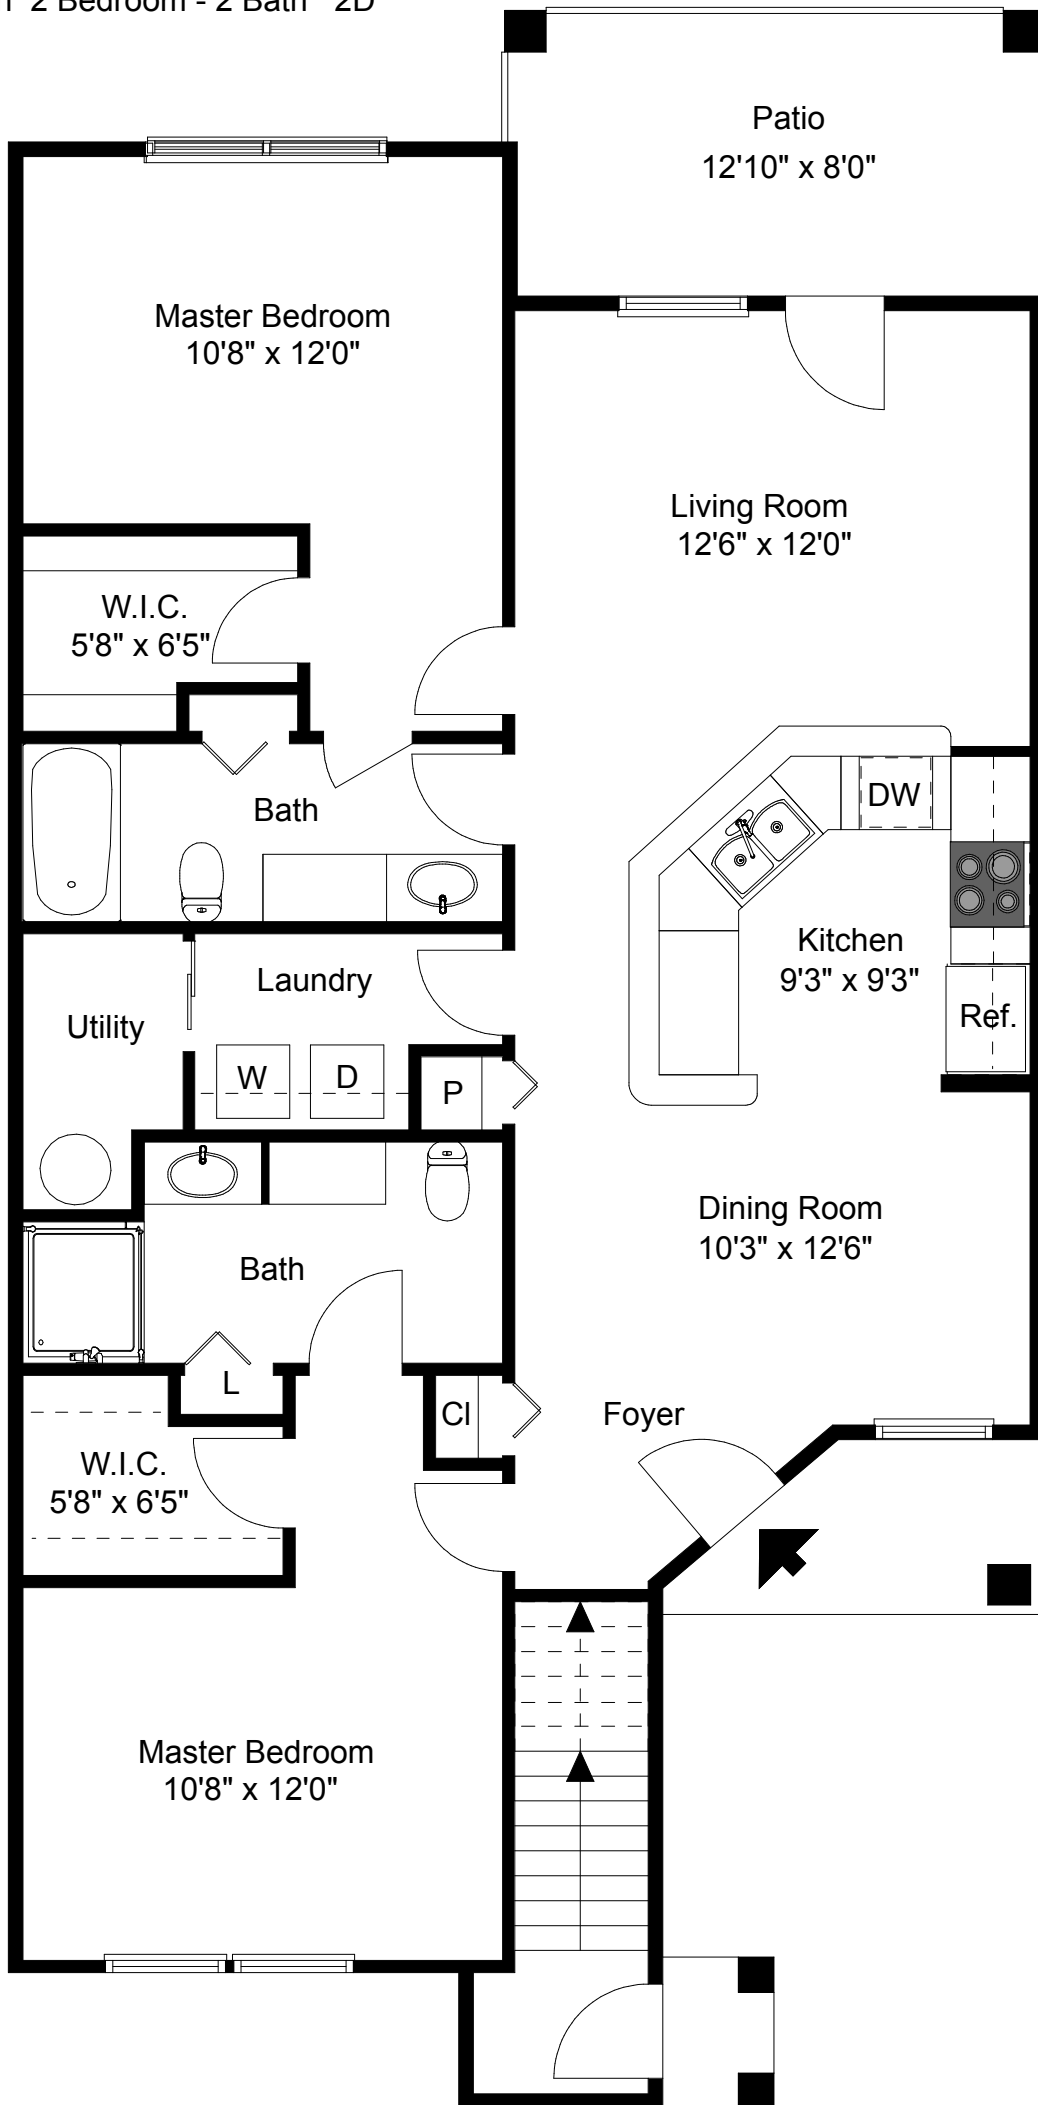 2 Bedroom - 2 Bath 2D
Patio
12'10" x 8'0"
Master Bedroom
10'8" x 12'0"
Living Room
12'6" x 12'0"
W.I.C.
5'8" x 6'5"
DW
Bath
Kitchen
9'3" x 9'3"
Laundry
Ref.
Utility
W
D
P
Dining Room
10'3" x 12'6"
Bath
L
Cl
Foyer
W.I.C.
5'8" x 6'5"
Master Bedroom
10'8" x 12'0"